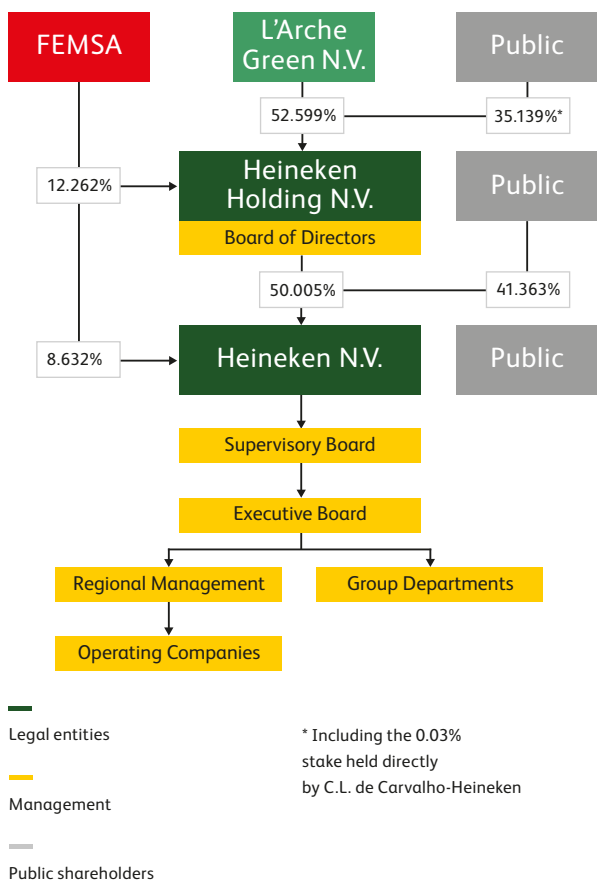 FEMSA
L'Arche
Green N.V.
Public
52.599%
35.139%*
12.262%
Heineken
Holding N.V.
Public
Board of Directors
50.005%
41.363%
8.632%
Heineken N.V.
Public
Supervisory Board
Executive Board
Regional Management
Group Departments
Operating Companies
Legal entities
Management
Public shareholders
* Including the 0.03%
stake held directly
by C.L. de Carvalho-Heineken